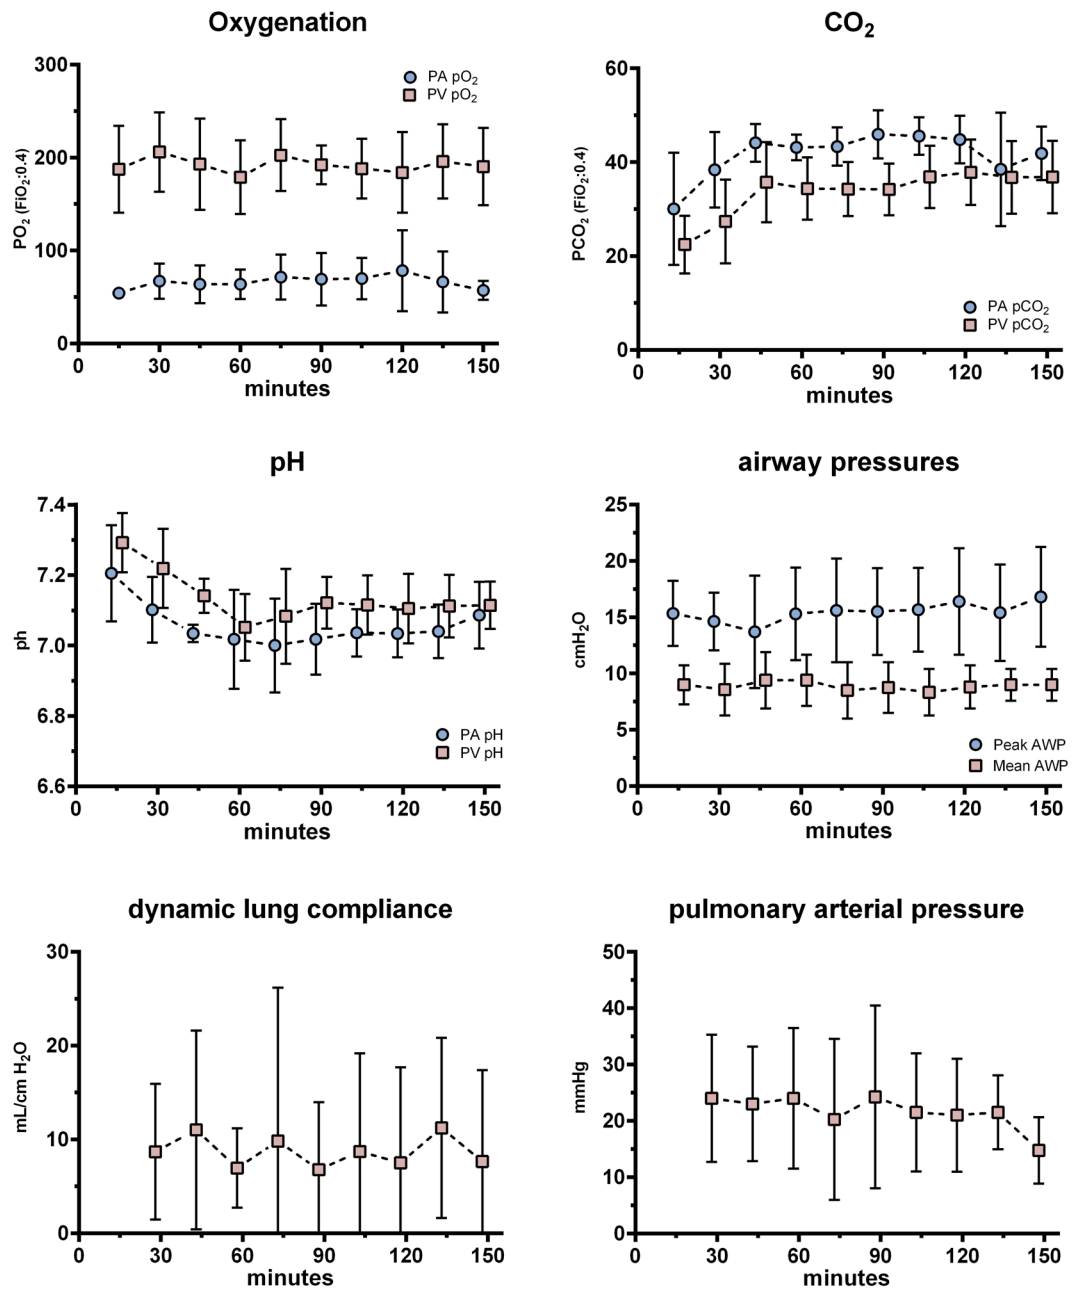 Oxygenation
PO2 (FiO2:0.4)
300
200
100
0
PA pO2
PV pO2
0 30 60 90 120 150
minutes
CO2
PCO2 (FiO2:0.4)
60
40
20
0
PA pCO2
PV pCO2
0 30 60 90 120 150
minutes
pH
ph
7.4
7.2
7.0
6.8
6.6
PA pH
PV pH
0 30 60 90 120 150
minutes
airway pressures
cmH2O
25
20
15
10
5
0
Peak AWP
Mean AWP
0 30 60 90 120 150
minutes
dynamic lung compliance
mL/cm H2O
30
20
10
0
0 30 60 90 120 150
minutes
pulmonary arterial pressure
mmHg
50
40
30
20
10
0
0 30 60 90 120 150
minutes